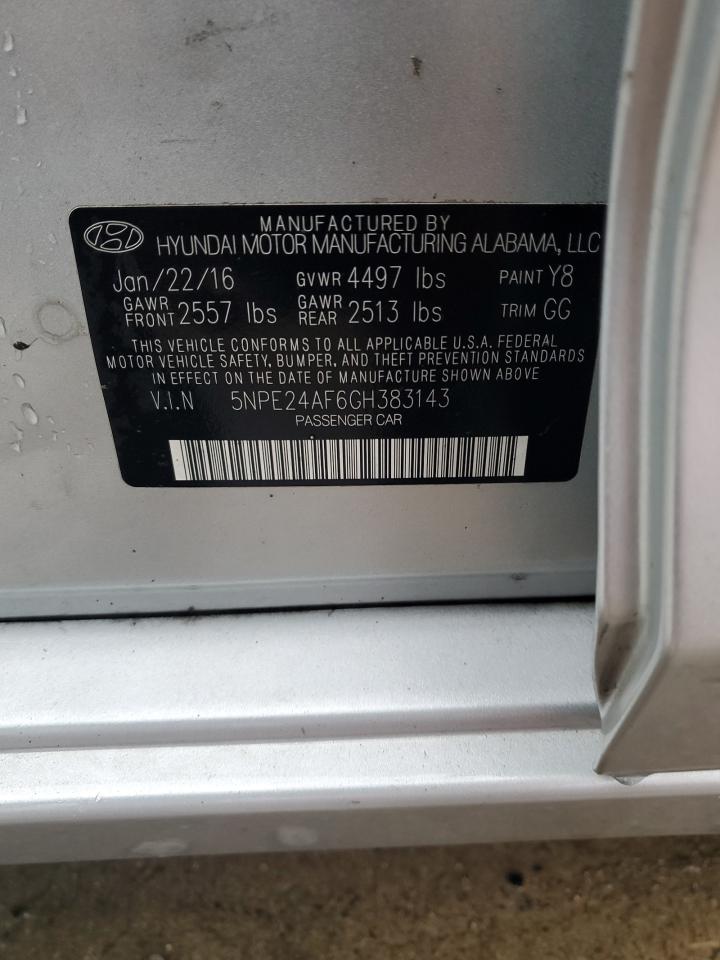 MANUFACTURED BY
HYUNDAI MOTOR MANUFACTURING ALABAMA, LLC
Jan/22/16 GVWR 4497 lbs PAINT Y8
GAWR FRONT 2557 lbs GAWR REAR 2513 lbs TRIM GG
THIS VEHICLE CONFORMS TO ALL APPLICABLE U.S.A. FEDERAL
MOTOR VEHICLE SAFETY, BUMPER, AND THEFT PREVENTION STANDARDS
IN EFFECT ON THE DATE OF MANUFACTURE SHOWN ABOVE
V.I.N 5NPE24AF6GH383143
PASSENGER CAR